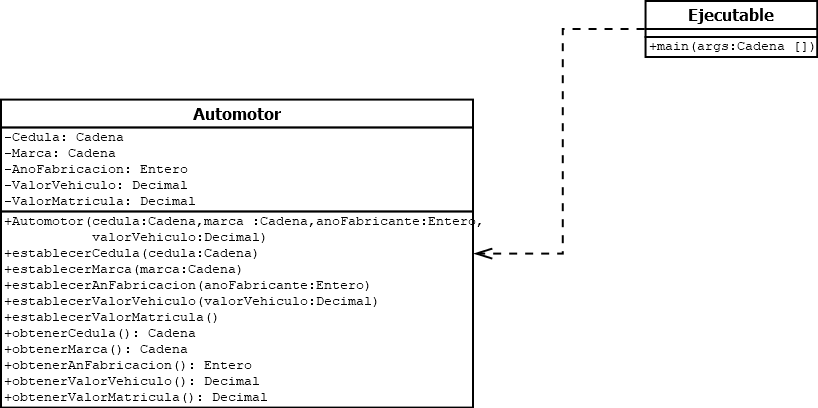 Ejecutable
+main(args:Cadena [])
Automotor
-Cedula: Cadena
-Marca: Cadena
-AnoFabricacion: Entero
-ValorVehiculo: Decimal
-ValorMatricula: Decimal
+Automotor(cedula:Cadena,marca :Cadena,anoFabricante:Entero,
valorVehiculo:Decimal)
+establecerCedula(cedula:Cadena)
+establecerMarca(marca:Cadena)
+establecerAnFabricacion(anoFabricante:Entero)
+establecerValorVehiculo(valorVehiculo:Decimal)
+establecerValorMatricula()
+obtenerCedula(): Cadena
+obtenerMarca(): Cadena
+obtenerAnFabricacion(): Entero
+obtenerValorVehiculo(): Decimal
+obtenerValorMatricula(): Decimal